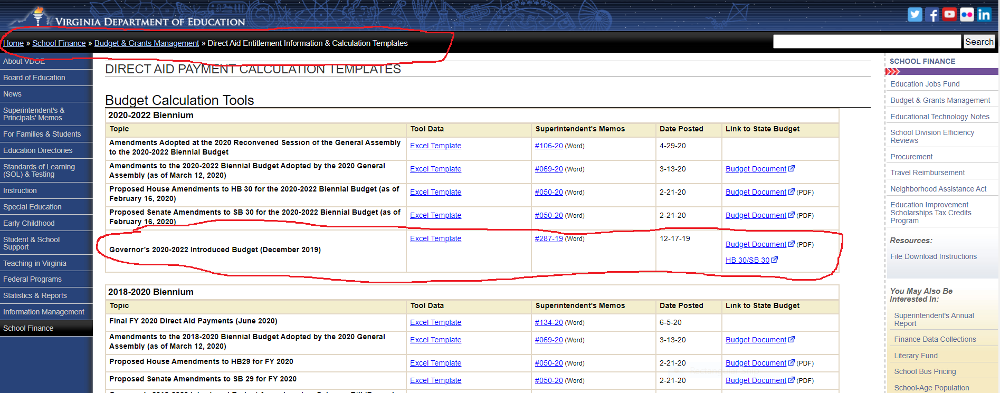 VIRGINIA DEPARTMENT OF EDUCATION
Home » School Finance » Budget & Grants Management » Direct Aid Entitlement Information & Calculation Templates
Search
About VDOE
Board of Education
News
Superintendent's &
Principals' Memos
For Families & Students
Education Directories
Standards of Learning
(SOL) & Testing
Instruction
Special Education
Early Childhood
Student & School
Support
Teaching in Virginia
Federal Programs
Statistics & Reports
Information Management
School Finance
DIRECT AID PAYMENT CALCULATION TEMPLATES
Budget Calculation Tools
2020-2022 Biennium
Topic Tool Data Superintendent's Memos Date Posted Link to State Budget
Amendments Adopted at the 2020 Reconvened Session of the General Assembly
to the 2020-2022 Biennial Budget
Excel Template #106-20 (Word) 4-29-20
Amendments to the 2020-2022 Biennial Budget Adopted by the 2020 General
Assembly (as of March 12, 2020)
Excel Template #069-20 (Word) 3-13-20 Budget Document
Proposed House Amendments to HB 30 for the 2020-2022 Biennial Budget (as of
February 16, 2020)
Excel Template #050-20 (Word) 2-21-20 Budget Document (PDF)
Proposed Senate Amendments to SB 30 for the 2020-2022 Biennial Budget (as of
February 16, 2020)
Excel Template #050-20 (Word) 2-21-20 Budget Document (PDF)
Governor's 2020-2022 Introduced Budget (December 2019)
Excel Template #287-19 (Word) 12-17-19 Budget Document (PDF)
HB 30/SB 30
2018-2020 Biennium
Topic Tool Data Superintendent's Memos Date Posted Link to State Budget
Final FY 2020 Direct Aid Payments (June 2020) Excel Template #134-20 (Word) 6-5-20
Amendments to the 2018-2020 Biennial Budget Adopted by the 2020 General
Assembly (as of March 12, 2020)
Excel Template #069-20 (Word) 3-13-20 Budget Document
Proposed House Amendments to HB29 for FY 2020 Excel Template #050-20 (Word) 2-21-20 Budget Document (PDF)
Proposed Senate Amendments to SB 29 for FY 2020 Excel Template #050-20 (Word) 2-21-20 Budget Document (PDF)
SCHOOL FINANCE
Education Jobs Fund
Budget & Grants Management
Educational Technology Notes
School Division Efficiency
Reviews
Procurement
Travel Reimbursement
Neighborhood Assistance Act
Education Improvement
Scholarships Tax Credits
Program
Resources:
File Download Instructions
You May Also Be
Interested In:
Superintendent's Annual
Report
Finance Data Collections
Literary Fund
School Bus Pricing
School-Age Population